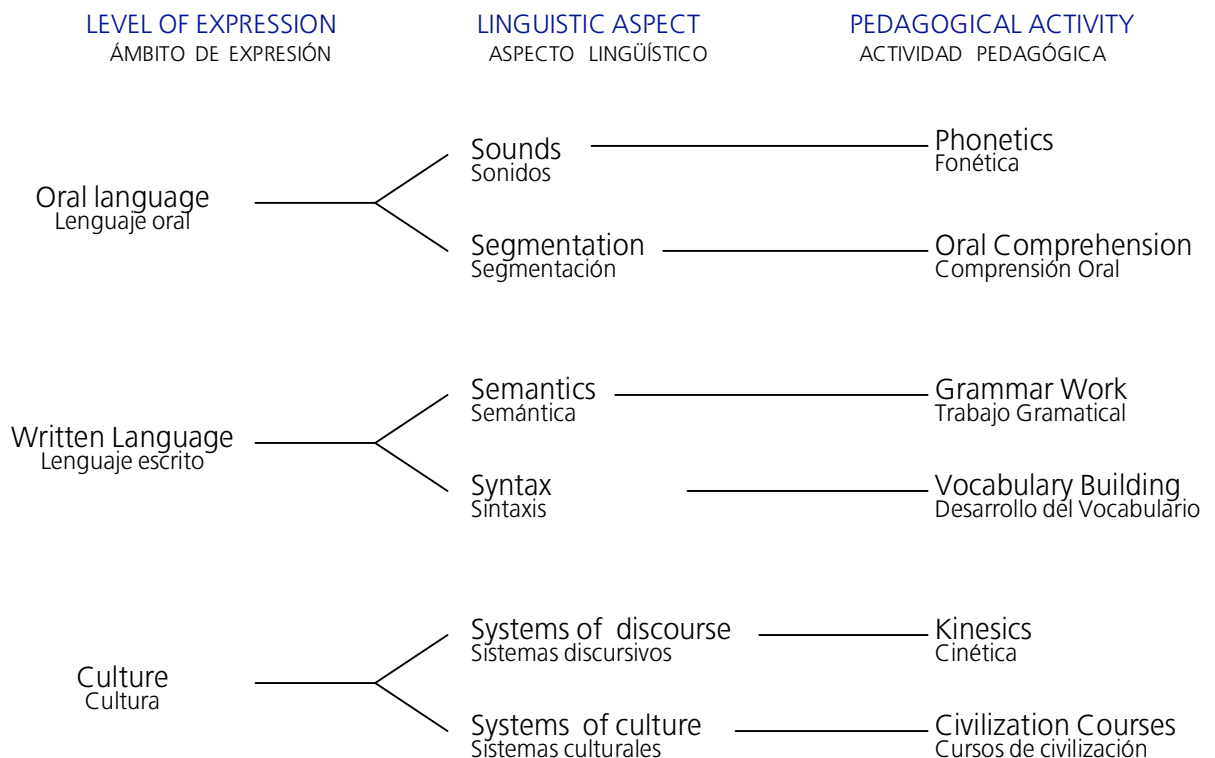 LEVEL OF EXPRESSION LINGUISTIC ASPECT PEDAGOGICAL ACTIVITY
ÁMBITO DE EXPRESIÓN ASPECTO LINGÜÍSTICO ACTIVIDAD PEDAGÓGICA
Sounds Phonetics
Sonidos Fonética
Oral language
Lenguaje oral
Segmentation Oral Comprehension
Segmentación Comprensión Oral
Semantics Grammar Work
Semántica Trabajo Gramatical
Written Language
Lenguaje escrito
Syntax Vocabulary Building
Sintaxis Desarrollo del Vocabulario
Systems of discourse Kinesics
Sistemas discursivos Cinética
Culture
Cultura
Systems of culture Civilization Courses
Sistemas culturales Cursos de civilización